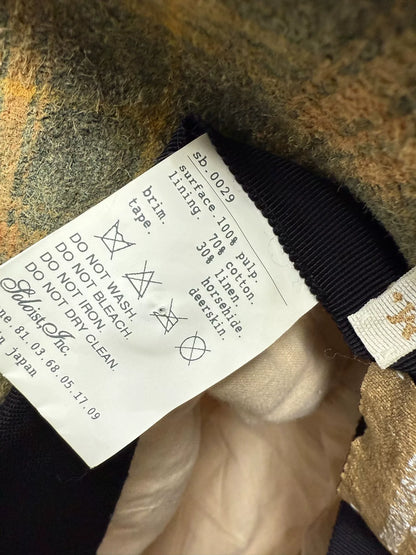 sb.0029
surface.100% pulp.
lining. 70% cotton.
30% linen.
brim. horsehide.
tape. deerskin.
DO NOT WASH.
DO NOT BLEACH.
DO NOT IRON.
DO NOT DRY CLEAN.
Soloist, Inc.
ne.81.03.68.05.17.09
n japan